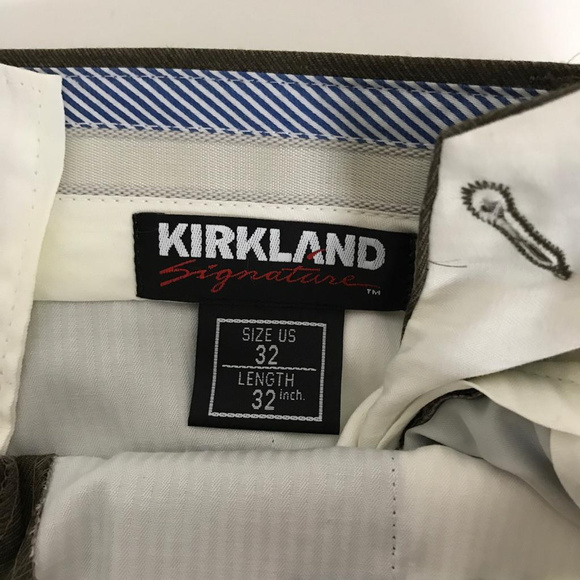 KIRKLAND
Signature ™
SIZE US
32
LENGTH
32 inch.